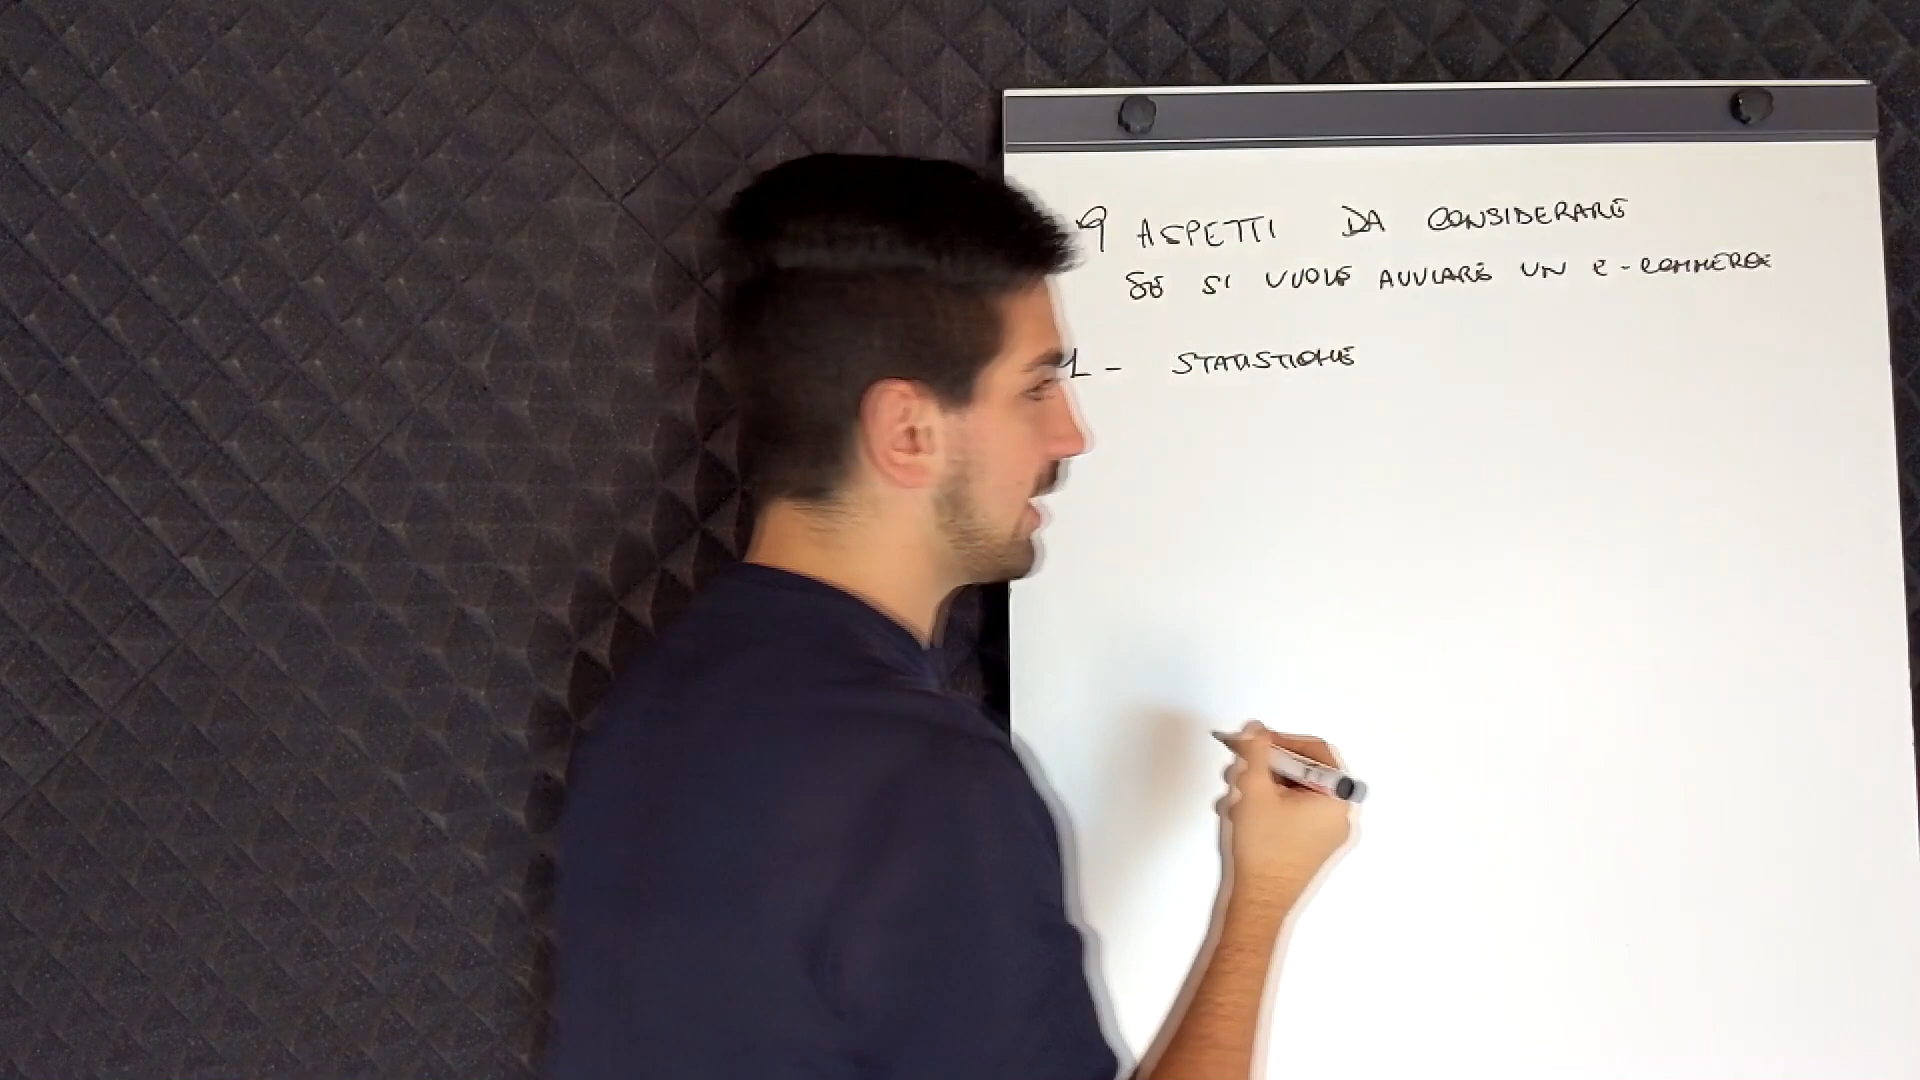 9 ASPETTI DA CONSIDERARE
SE SI VUOLE AVVIARE UN E-COMMERCE
1 - STATISTICHE